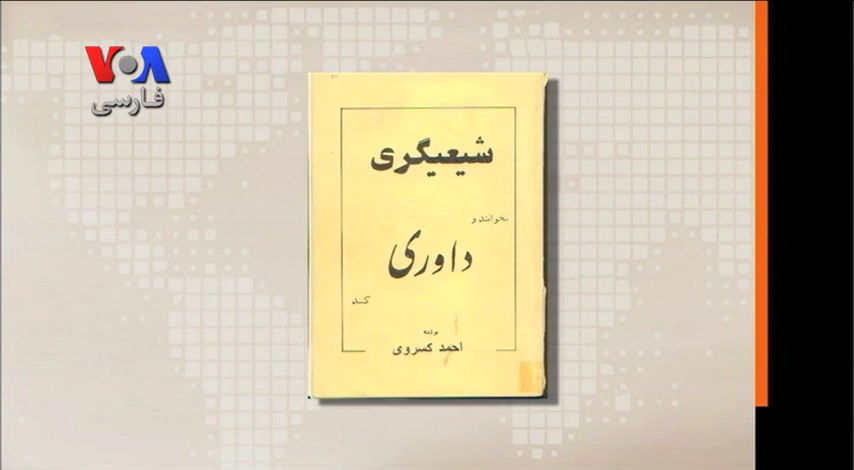 VOA
فارسی
شیعیگری
بخوانند و
داوری
کنند
نوشته
احمد کسروی